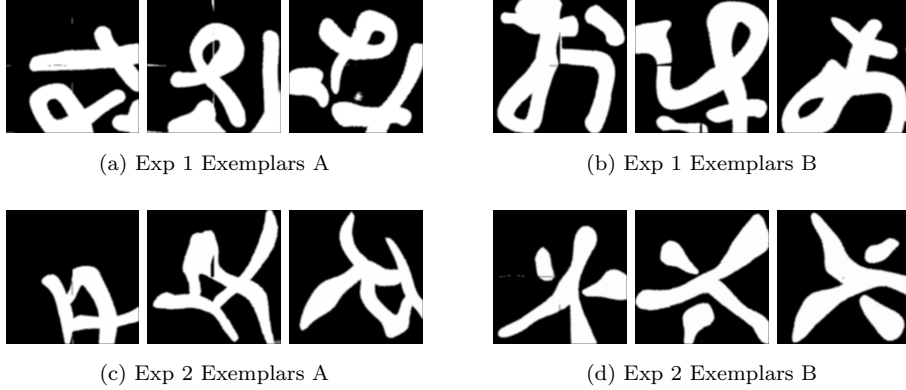 (a) Exp 1 Exemplars A
(b) Exp 1 Exemplars B
(c) Exp 2 Exemplars A
(d) Exp 2 Exemplars B